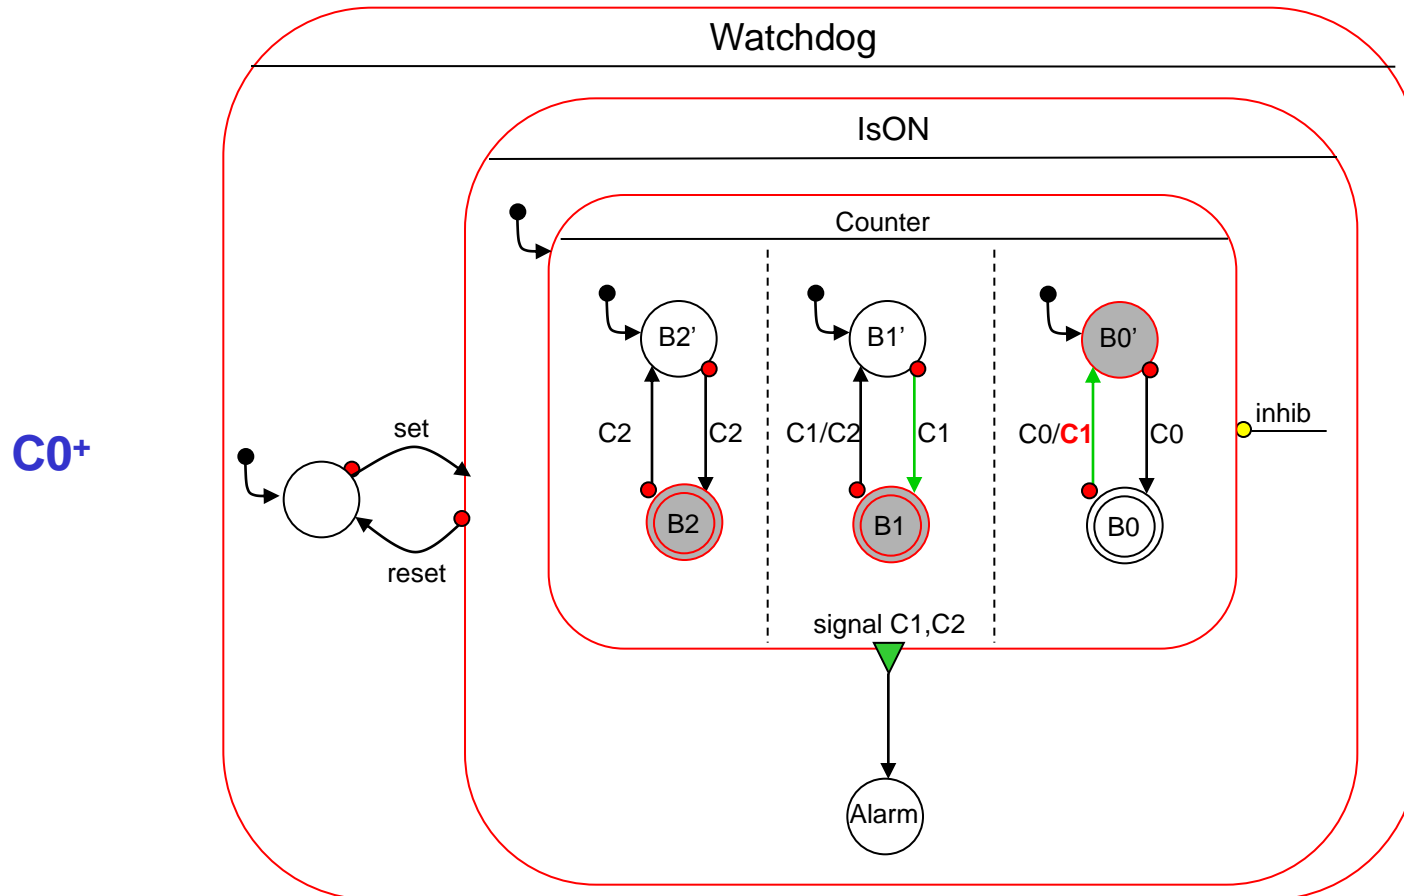 Watchdog
IsON
Counter
B2’
B1’
B0’
C2
C2
C1/C2
C1
C0/C1
C0
inhib
C0+
set
B2
B1
B0
reset
signal C1,C2
Alarm